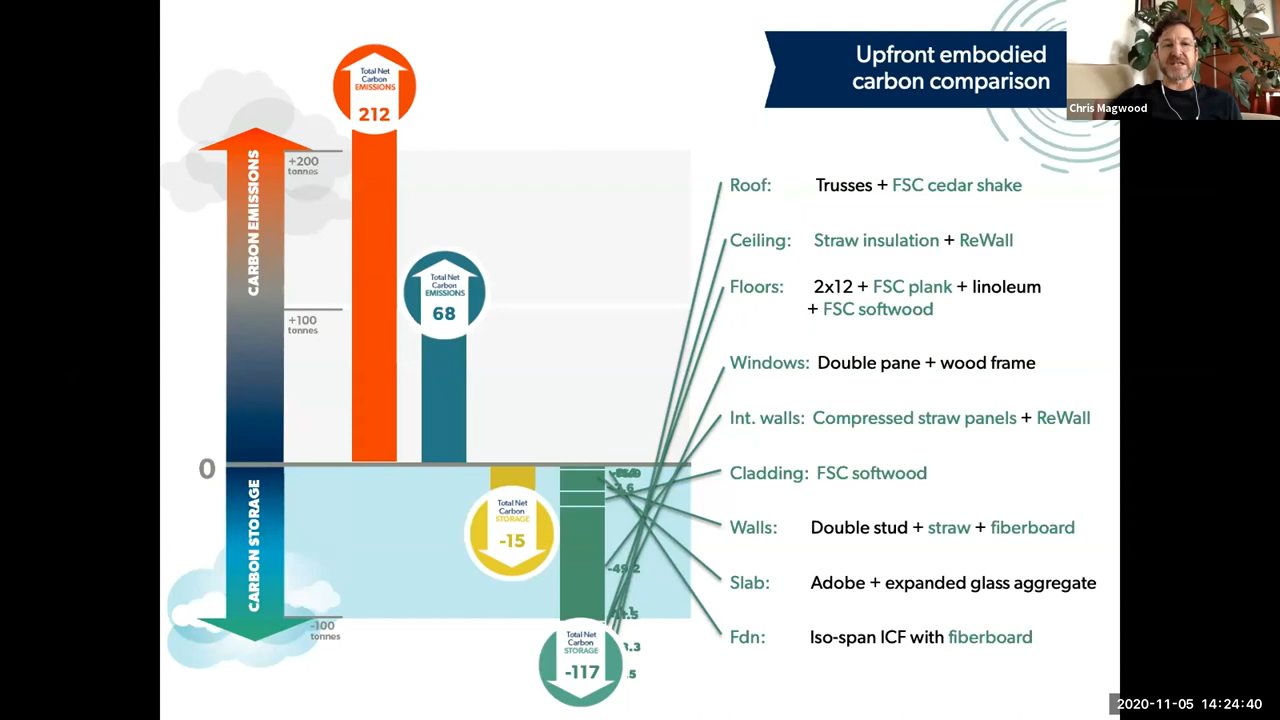 Upfront embodied
carbon comparison
Chris Magwood
Total Net
Carbon
EMISSIONS
212
CARBON EMISSIONS
+200
tonnes
Total Net
Carbon
EMISSIONS
68
+100
tonnes
0
CARBON STORAGE
Total Net
Carbon
STORAGE
-15
-49.2
-100
tonnes
Total Net
Carbon
STORAGE
-117
Roof: Trusses + FSC cedar shake
Ceiling: Straw insulation + ReWall
Floors: 2x12 + FSC plank + linoleum
+ FSC softwood
Windows: Double pane + wood frame
Int. walls: Compressed straw panels + ReWall
Cladding: FSC softwood
Walls: Double stud + straw + fiberboard
Slab: Adobe + expanded glass aggregate
Fdn: Iso-span ICF with fiberboard
2020-11-05 14:24:40